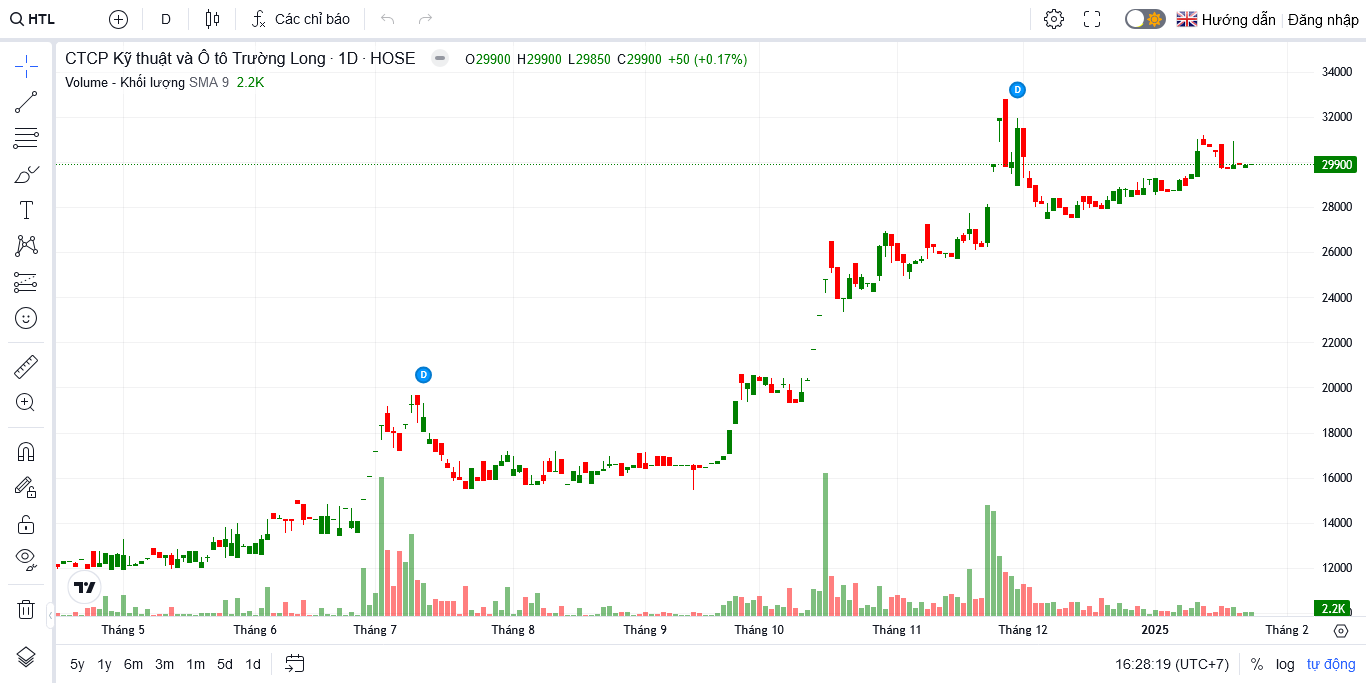 HTL D Các chỉ báo Hướng dẫn Đăng nhập
CTCP Kỹ thuật và Ô tô Trường Long · 1D · HOSE O29900 H29900 L29850 C29900 +50 (+0.17%)
Volume - Khối lượng SMA 9 2.2K
34000
D
32000
29900
28000
26000
24000
22000
D
20000
18000
16000
14000
12000
2.2K
Tháng 5 Tháng 6 Tháng 7 Tháng 8 Tháng 9 Tháng 10 Tháng 11 Tháng 12 2025 Tháng 2
5y 1y 6m 3m 1m 5d 1d 16:28:19 (UTC+7) % log tự động